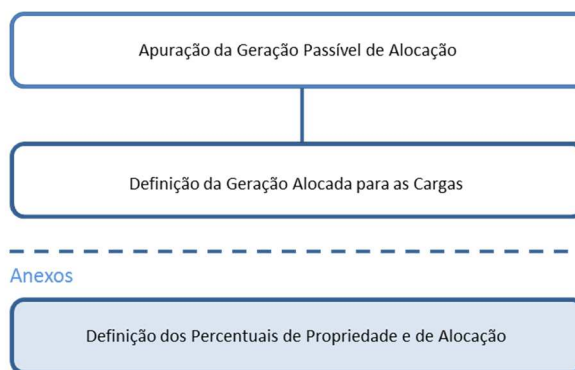 Apuração da Geração Passível de Alocação
Definição da Geração Alocada para as Cargas
Anexos
Definição dos Percentuais de Propriedade e de Alocação